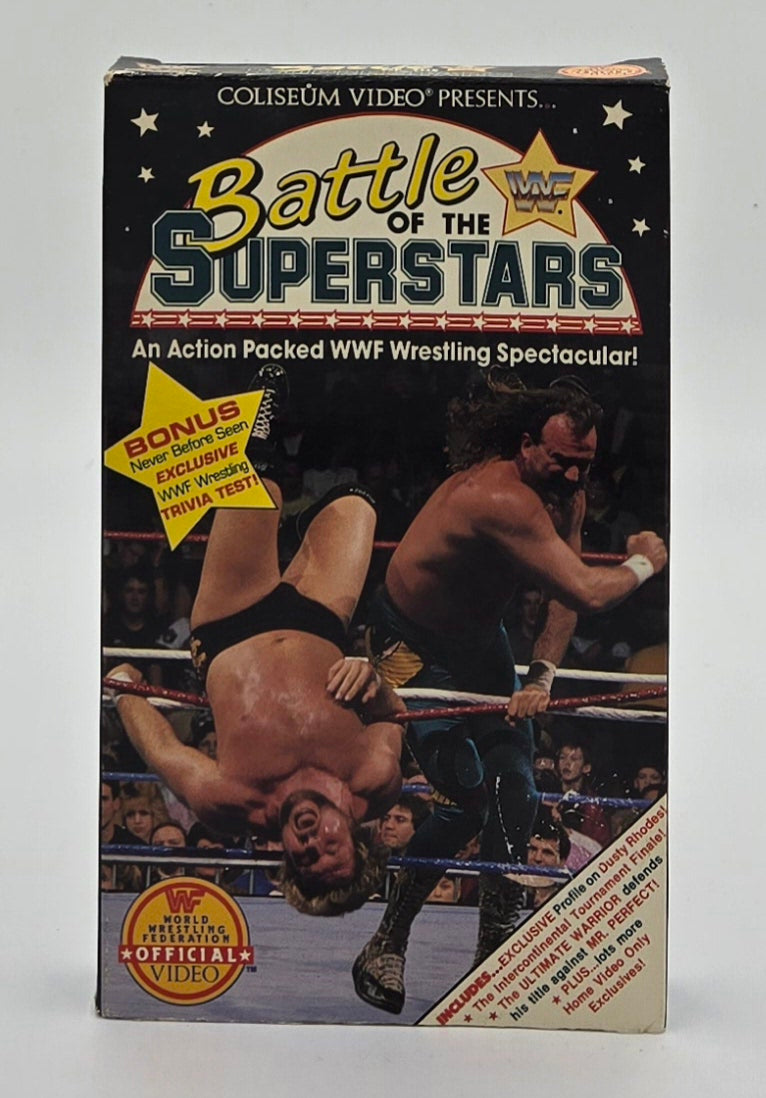 COLISEUM VIDEO® PRESENTS...
Battle
OF THE
WWF.
SUPERSTARS
An Action Packed WWF Wrestling Spectacular!
BONUS
Never Before Seen
EXCLUSIVE
WWF Wrestling
TRIVIA TEST!
WF
WORLD
WRESTLING
FEDERATION
★OFFICIAL★
VIDEO
TM
INCLUDES...EXCLUSIVE Profile on Dusty Rhodes!
★ The Intercontinental Tournament Finale!
★ The ULTIMATE WARRIOR defends
his title against MR. PERFECT!
★ PLUS...lots more
Home Video Only
Exclusives!